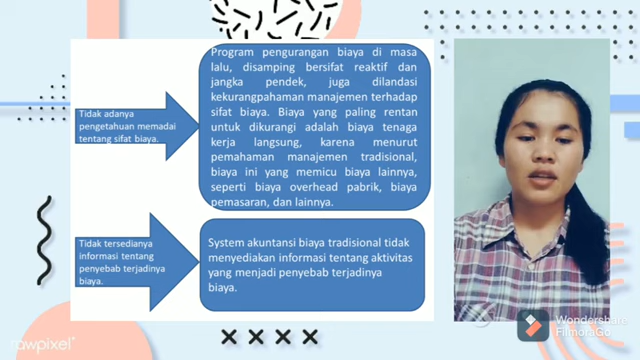 Program pengurangan biaya di masa
lalu, disamping bersifat reaktif dan
jangka pendek, juga dilandasi
kekurangpahaman manajemen terhadap
sifat biaya. Biaya yang paling rentan
untuk dikurangi adalah biaya tenaga
kerja langsung, karena menurut
pemahaman manajemen tradisional,
biaya ini yang memicu biaya lainnya,
seperti biaya overhead pabrik, biaya
pemasaran, dan lainnya.
Tidak adanya
pengetahuan memadai
tentang sifat biaya.
System akuntansi biaya tradisional tidak
menyediakan informasi tentang aktivitas
yang menjadi penyebab terjadinya
biaya.
Tidak tersedianya
informasi tentang
penyebab terjadinya
biaya.
rawpixel
Wondershare
FilmoraGo